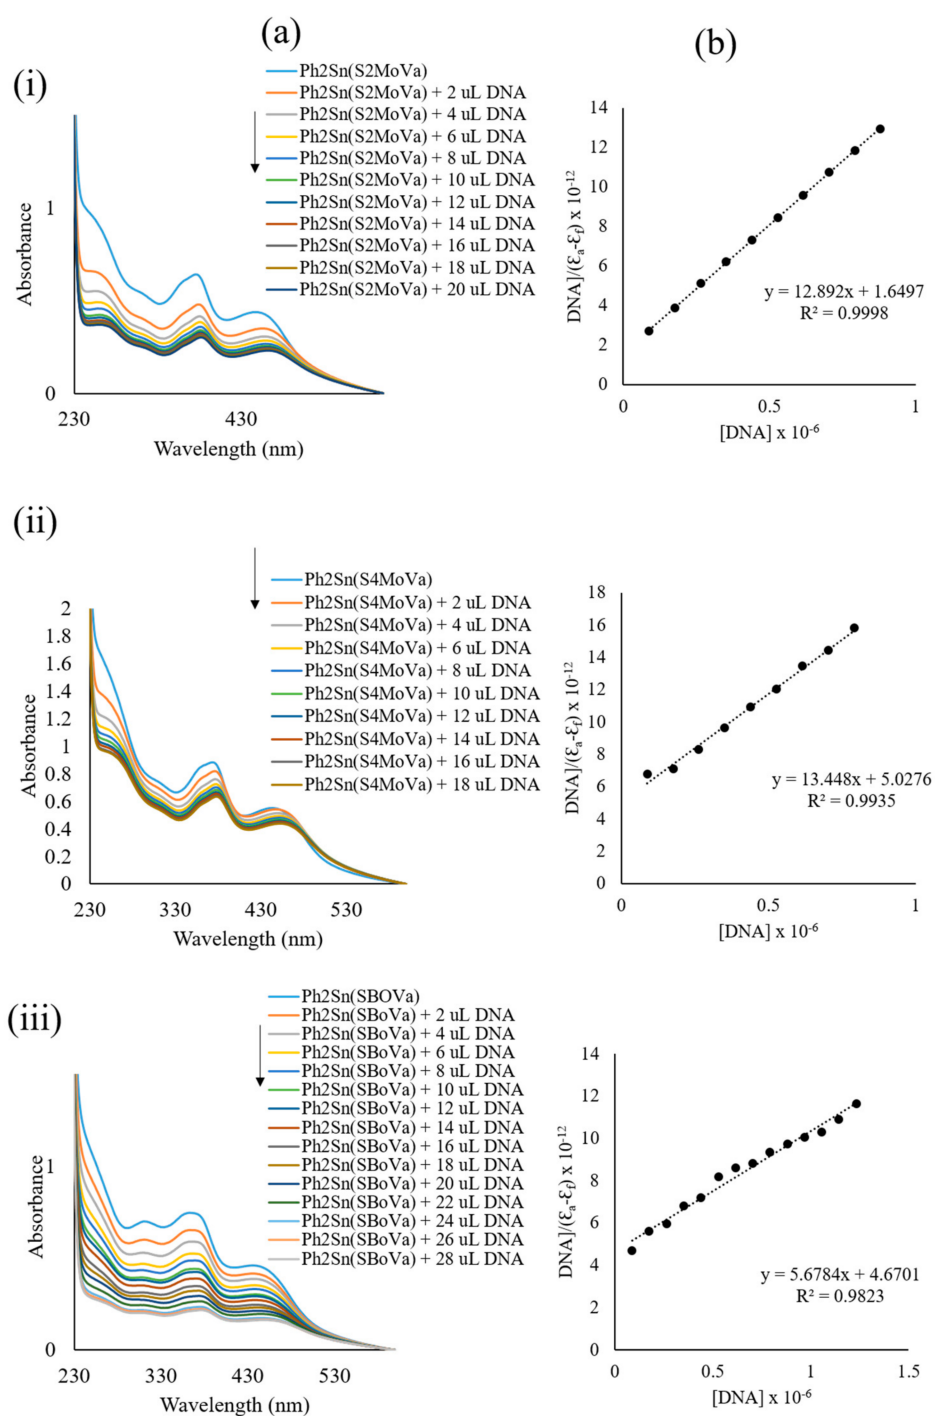 (a)
(b)
(i)
Ph2Sn(S2MoVa)
Ph2Sn(S2MoVa) + 2 uL DNA
Ph2Sn(S2MoVa) + 4 uL DNA
Ph2Sn(S2MoVa) + 6 uL DNA
Ph2Sn(S2MoVa) + 8 uL DNA
Ph2Sn(S2MoVa) + 10 uL DNA
Ph2Sn(S2MoVa) + 12 uL DNA
Ph2Sn(S2MoVa) + 14 uL DNA
Ph2Sn(S2MoVa) + 16 uL DNA
Ph2Sn(S2MoVa) + 18 uL DNA
Ph2Sn(S2MoVa) + 20 uL DNA
Absorbance
1
0
230 430
Wavelength (nm)
DNA]/(Ɛa-Ɛf) x 10-12
14
12
10
8
6
4
2
0
y = 12.892x + 1.6497
R² = 0.9998
0 0.5 1
[DNA] x 10-6
(ii)
Ph2Sn(S4MoVa)
Ph2Sn(S4MoVa) + 2 uL DNA
Ph2Sn(S4MoVa) + 4 uL DNA
Ph2Sn(S4MoVa) + 6 uL DNA
Ph2Sn(S4MoVa) + 8 uL DNA
Ph2Sn(S4MoVa) + 10 uL DNA
Ph2Sn(S4MoVa) + 12 uL DNA
Ph2Sn(S4MoVa) + 14 uL DNA
Ph2Sn(S4MoVa) + 16 uL DNA
Ph2Sn(S4MoVa) + 18 uL DNA
Absorbance
2
1.8
1.6
1.4
1.2
1
0.8
0.6
0.4
0.2
0
230 330 430 530
Wavelength (nm)
DNA]/(Ɛa-Ɛf) x 10-12
18
16
14
12
10
8
6
4
2
0
y = 13.448x + 5.0276
R² = 0.9935
0 0.5 1
[DNA] x 10-6
(iii)
Ph2Sn(SBOVa)
Ph2Sn(SBoVa) + 2 uL DNA
Ph2Sn(SBoVa) + 4 uL DNA
Ph2Sn(SBoVa) + 6 uL DNA
Ph2Sn(SBoVa) + 8 uL DNA
Ph2Sn(SBoVa) + 10 uL DNA
Ph2Sn(SBoVa) + 12 uL DNA
Ph2Sn(SBoVa) + 14 uL DNA
Ph2Sn(SBoVa) + 16 uL DNA
Ph2Sn(SBoVa) + 18 uL DNA
Ph2Sn(SBoVa) + 20 uL DNA
Ph2Sn(SBoVa) + 22 uL DNA
Ph2Sn(SBoVa) + 24 uL DNA
Ph2Sn(SBoVa) + 26 uL DNA
Ph2Sn(SBoVa) + 28 uL DNA
Absorbance
1
0
230 330 430 530
Wavelength (nm)
DNA]/(Ɛa-Ɛf) x 10-12
14
12
10
8
6
4
2
0
y = 5.6784x + 4.6701
R² = 0.9823
0 0.5 1 1.5
[DNA] x 10-6